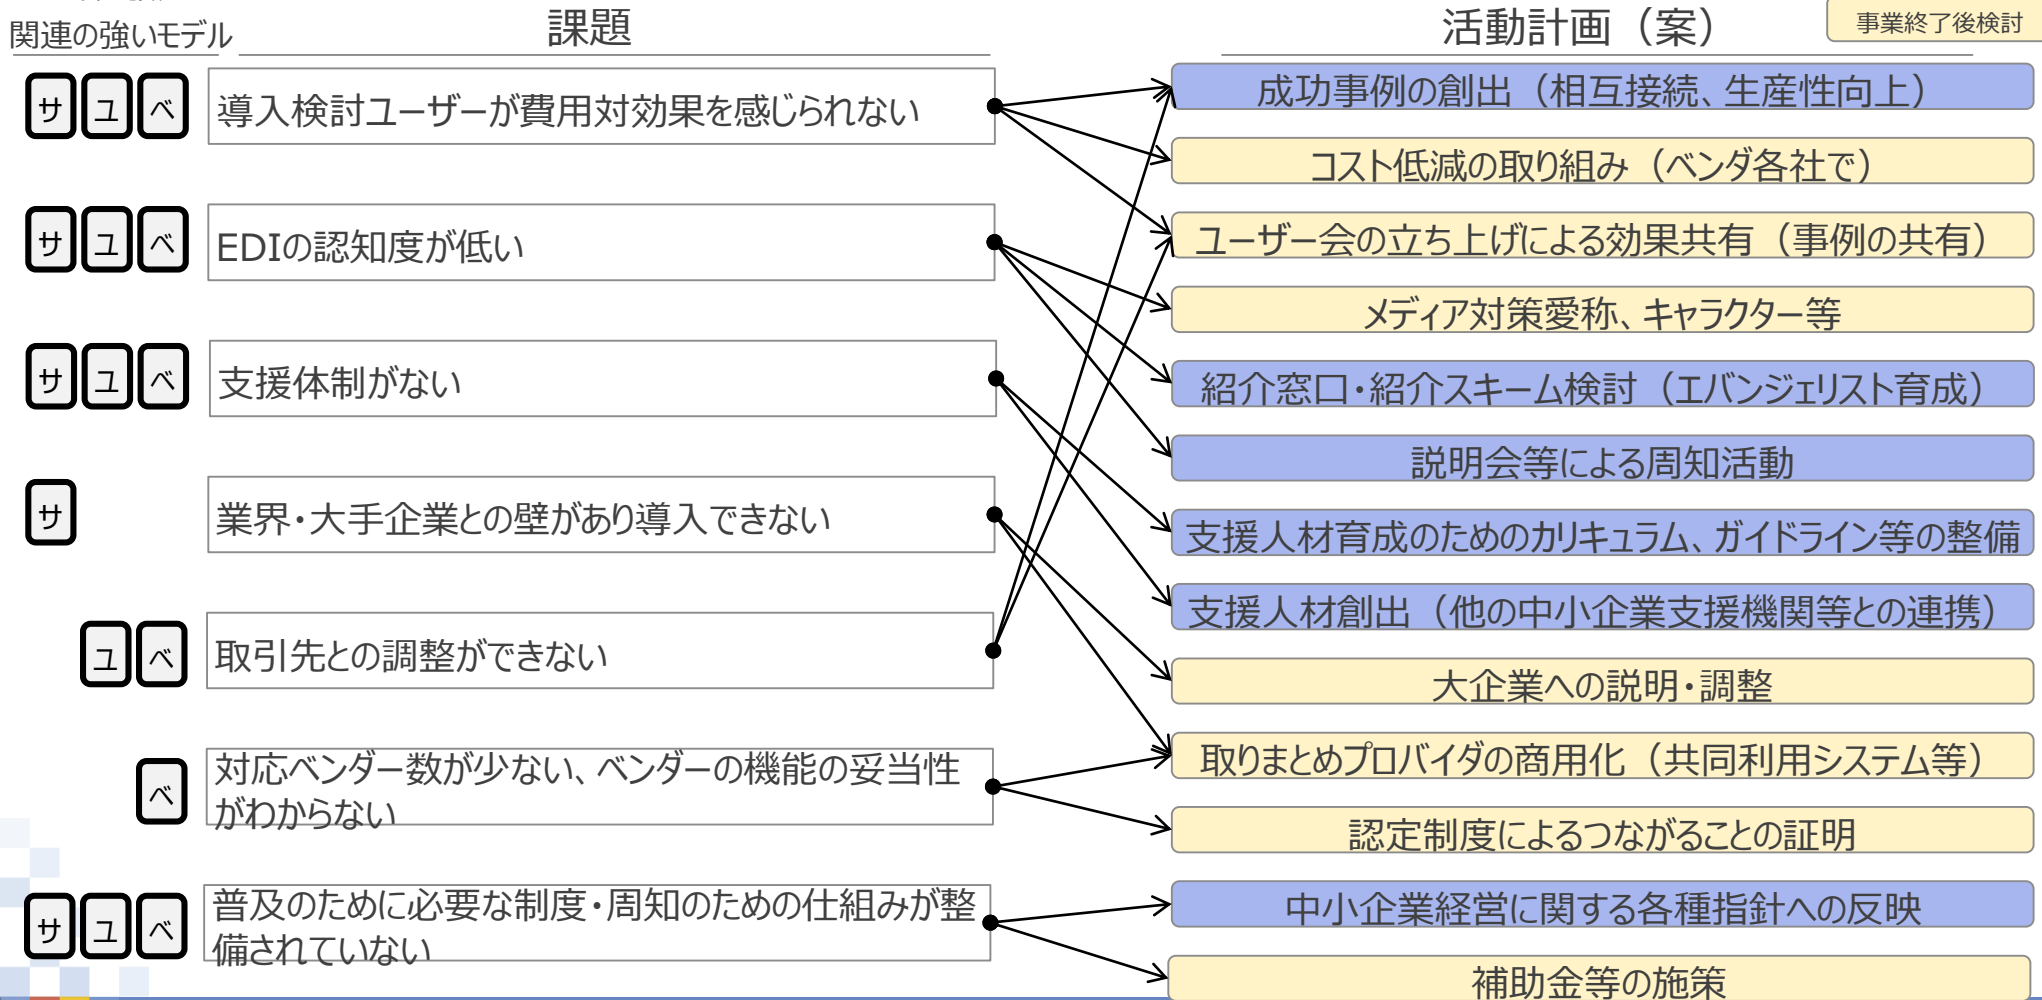 関連の強いモデル
課題
活動計画（案）
事業終了後検討
サ ユ ベ
導入検討ユーザーが費用対効果を感じられない
サ ユ ベ
EDIの認知度が低い
サ ユ ベ
支援体制がない
サ
業界・大手企業との壁があり導入できない
ユ ベ
取引先との調整ができない
ベ
対応ベンダー数が少ない、ベンダーの機能の妥当性
がわからない
サ ユ ベ
普及のために必要な制度・周知のための仕組みが整
備されていない
成功事例の創出（相互接続、生産性向上）
コスト低減の取り組み（ベンダ各社で）
ユーザー会の立ち上げによる効果共有（事例の共有）
メディア対策愛称、キャラクター等
紹介窓口・紹介スキーム検討（エバンジェリスト育成）
説明会等による周知活動
支援人材育成のためのカリキュラム、ガイドライン等の整備
支援人材創出（他の中小企業支援機関等との連携）
大企業への説明・調整
取りまとめプロバイダの商用化（共同利用システム等）
認定制度によるつながることの証明
中小企業経営に関する各種指針への反映
補助金等の施策